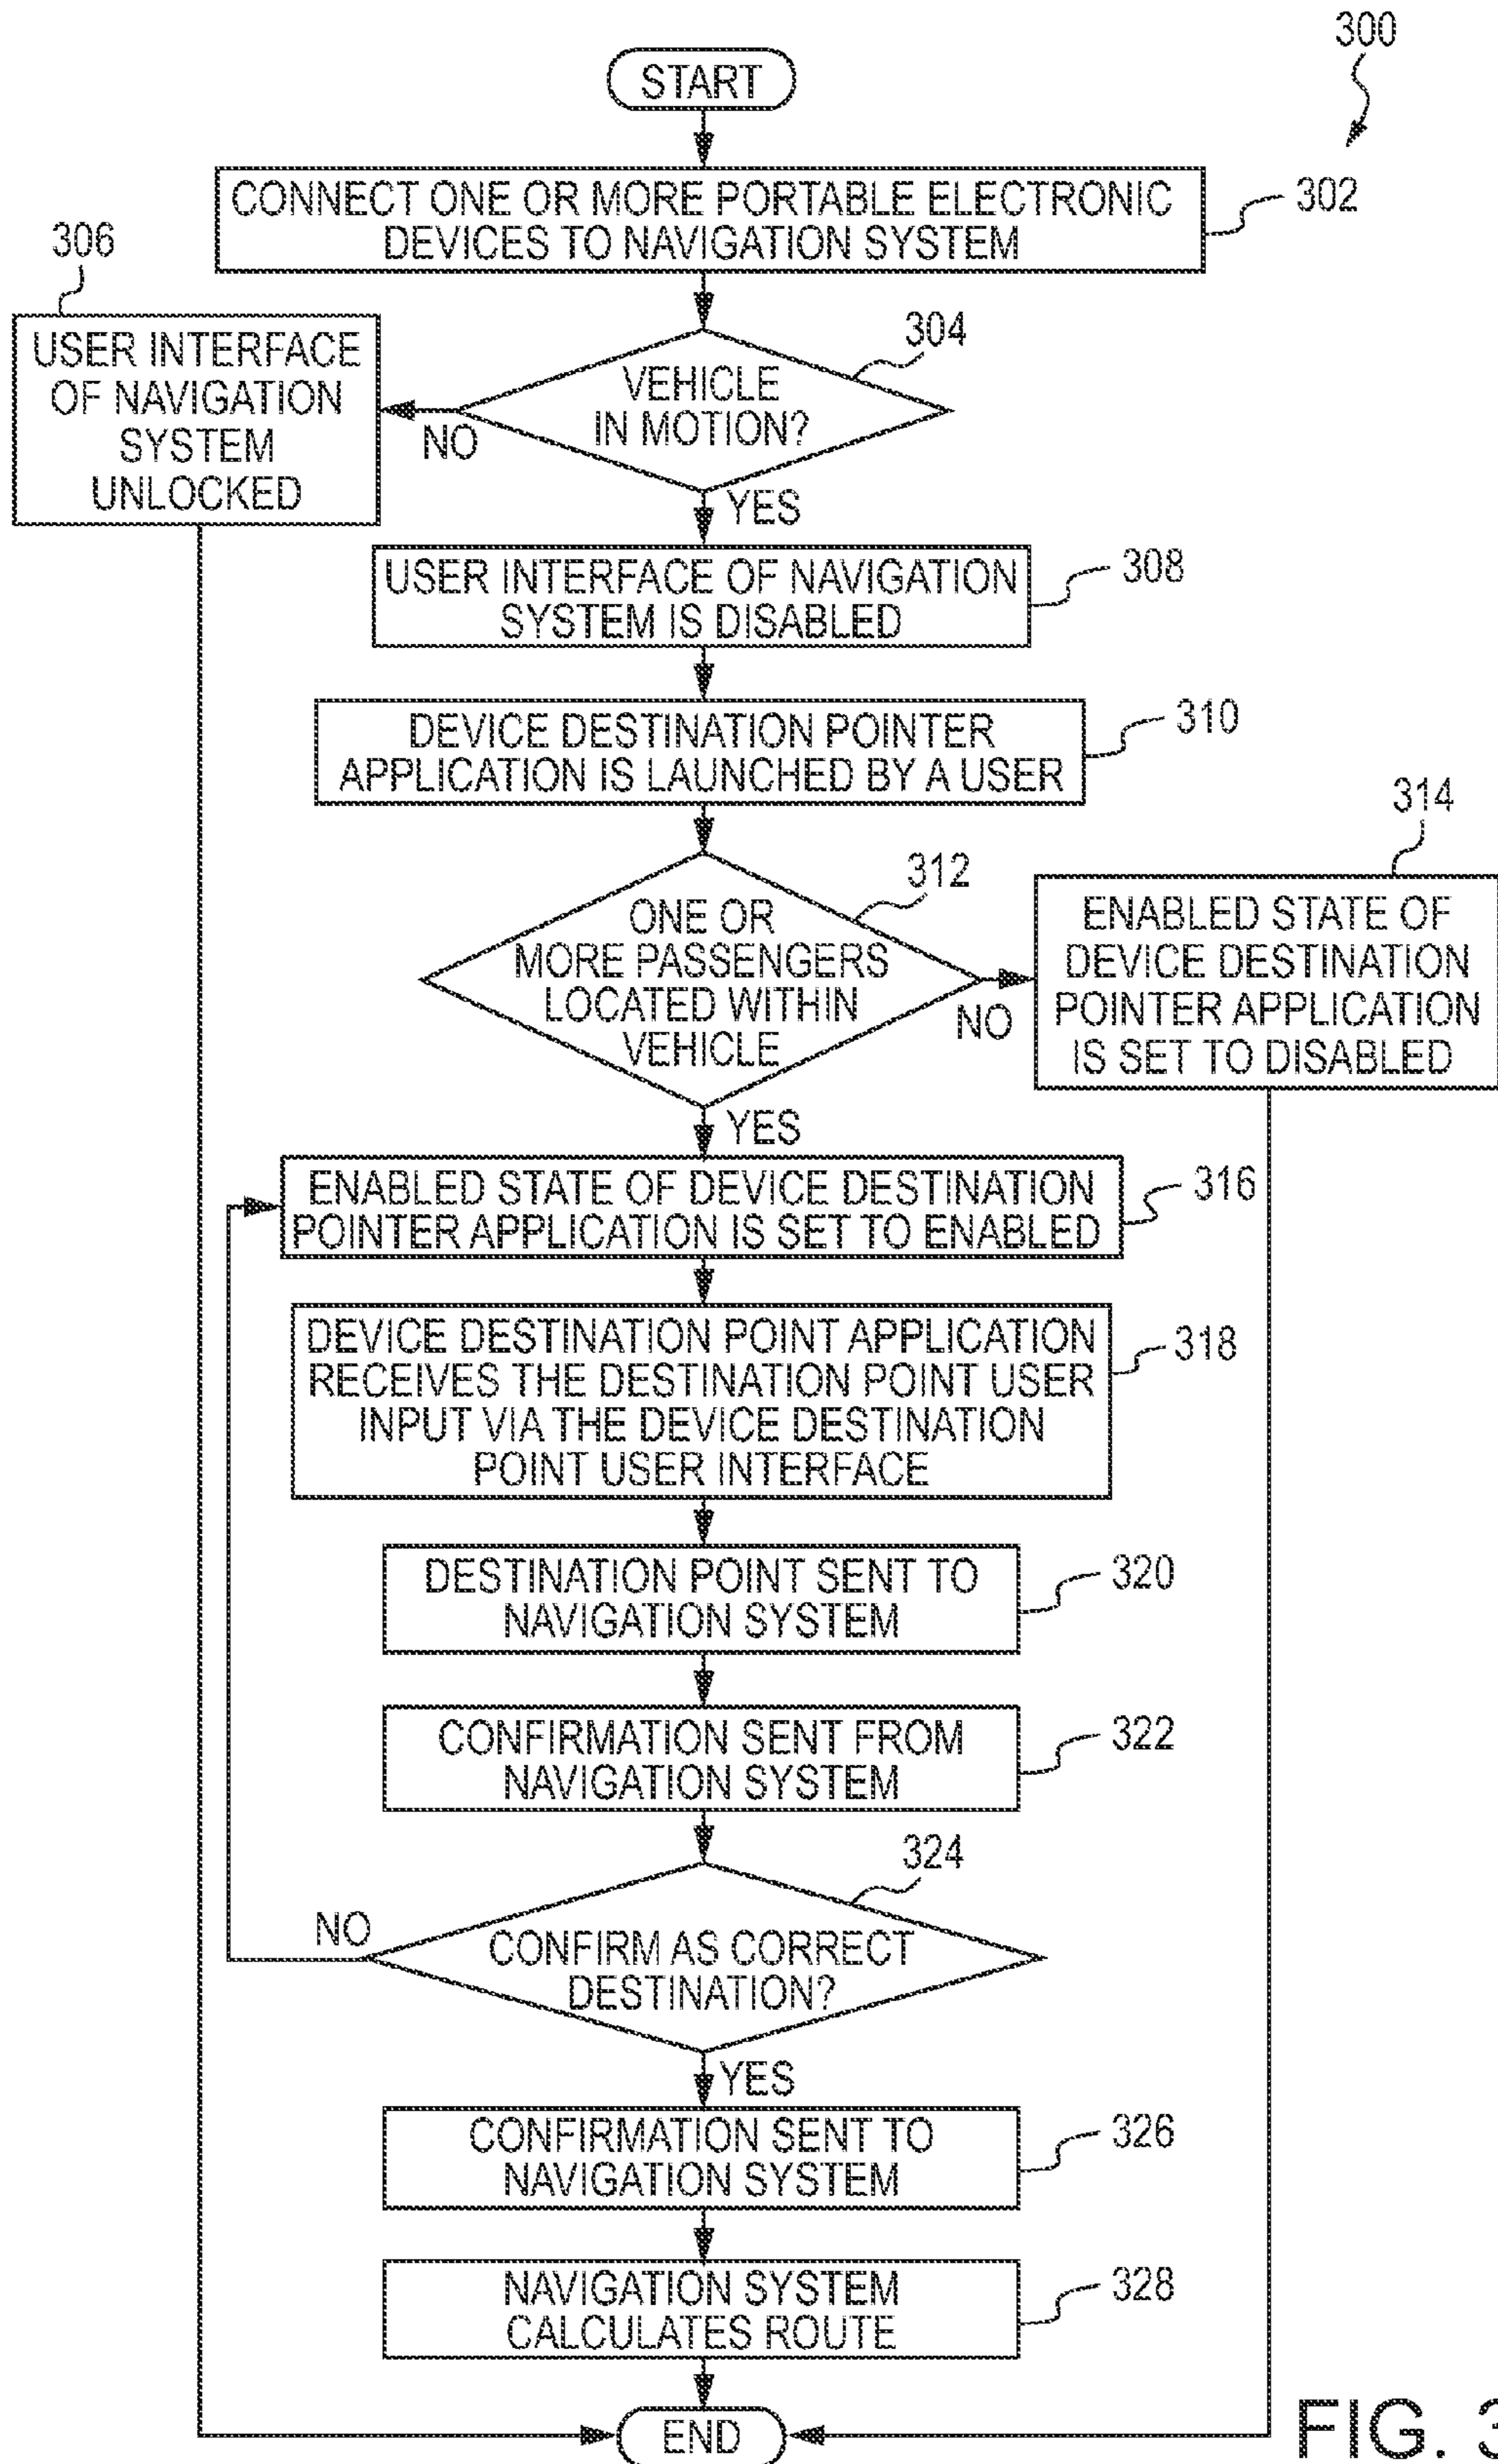 300
START
CONNECT ONE OR MORE PORTABLE ELECTRONIC
DEVICES TO NAVIGATION SYSTEM
302
306
USER INTERFACE
OF NAVIGATION
SYSTEM
UNLOCKED
304
VEHICLE
IN MOTION?
NO
YES
USER INTERFACE OF NAVIGATION
SYSTEM IS DISABLED
308
DEVICE DESTINATION POINTER
APPLICATION IS LAUNCHED BY A USER
310
312
ONE OR
MORE PASSENGERS
LOCATED WITHIN
VEHICLE
NO
314
ENABLED STATE OF
DEVICE DESTINATION
POINTER APPLICATION
IS SET TO DISABLED
YES
ENABLED STATE OF DEVICE DESTINATION
POINTER APPLICATION IS SET TO ENABLED
316
DEVICE DESTINATION POINT APPLICATION
RECEIVES THE DESTINATION POINT USER
INPUT VIA THE DEVICE DESTINATION
POINT USER INTERFACE
318
DESTINATION POINT SENT TO
NAVIGATION SYSTEM
320
CONFIRMATION SENT FROM
NAVIGATION SYSTEM
322
324
NO
CONFIRM AS CORRECT
DESTINATION?
YES
CONFIRMATION SENT TO
NAVIGATION SYSTEM
326
NAVIGATION SYSTEM
CALCULATES ROUTE
328
END
FIG. 3